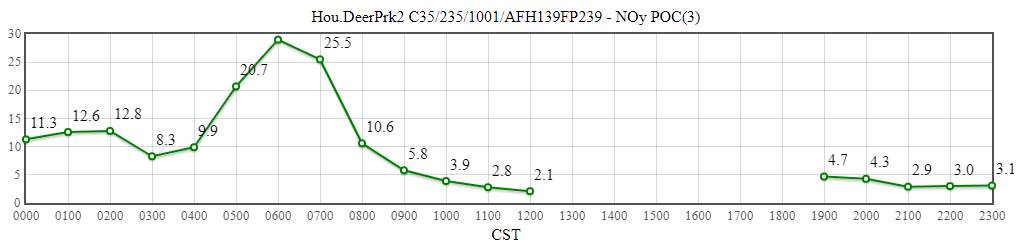 Hou.DeerPrk2 C35/235/1001/AFH139FP239 - NOy POC(3)
30
25
20
15
10
5
0
11.3 12.6 12.8 8.3 9.9 20.7 25.5 10.6 5.8 3.9 2.8 2.1 4.7 4.3 2.9 3.0 3.1
0000 0100 0200 0300 0400 0500 0600 0700 0800 0900 1000 1100 1200 1300 1400 1500 1600 1700 1800 1900 2000 2100 2200 2300
CST